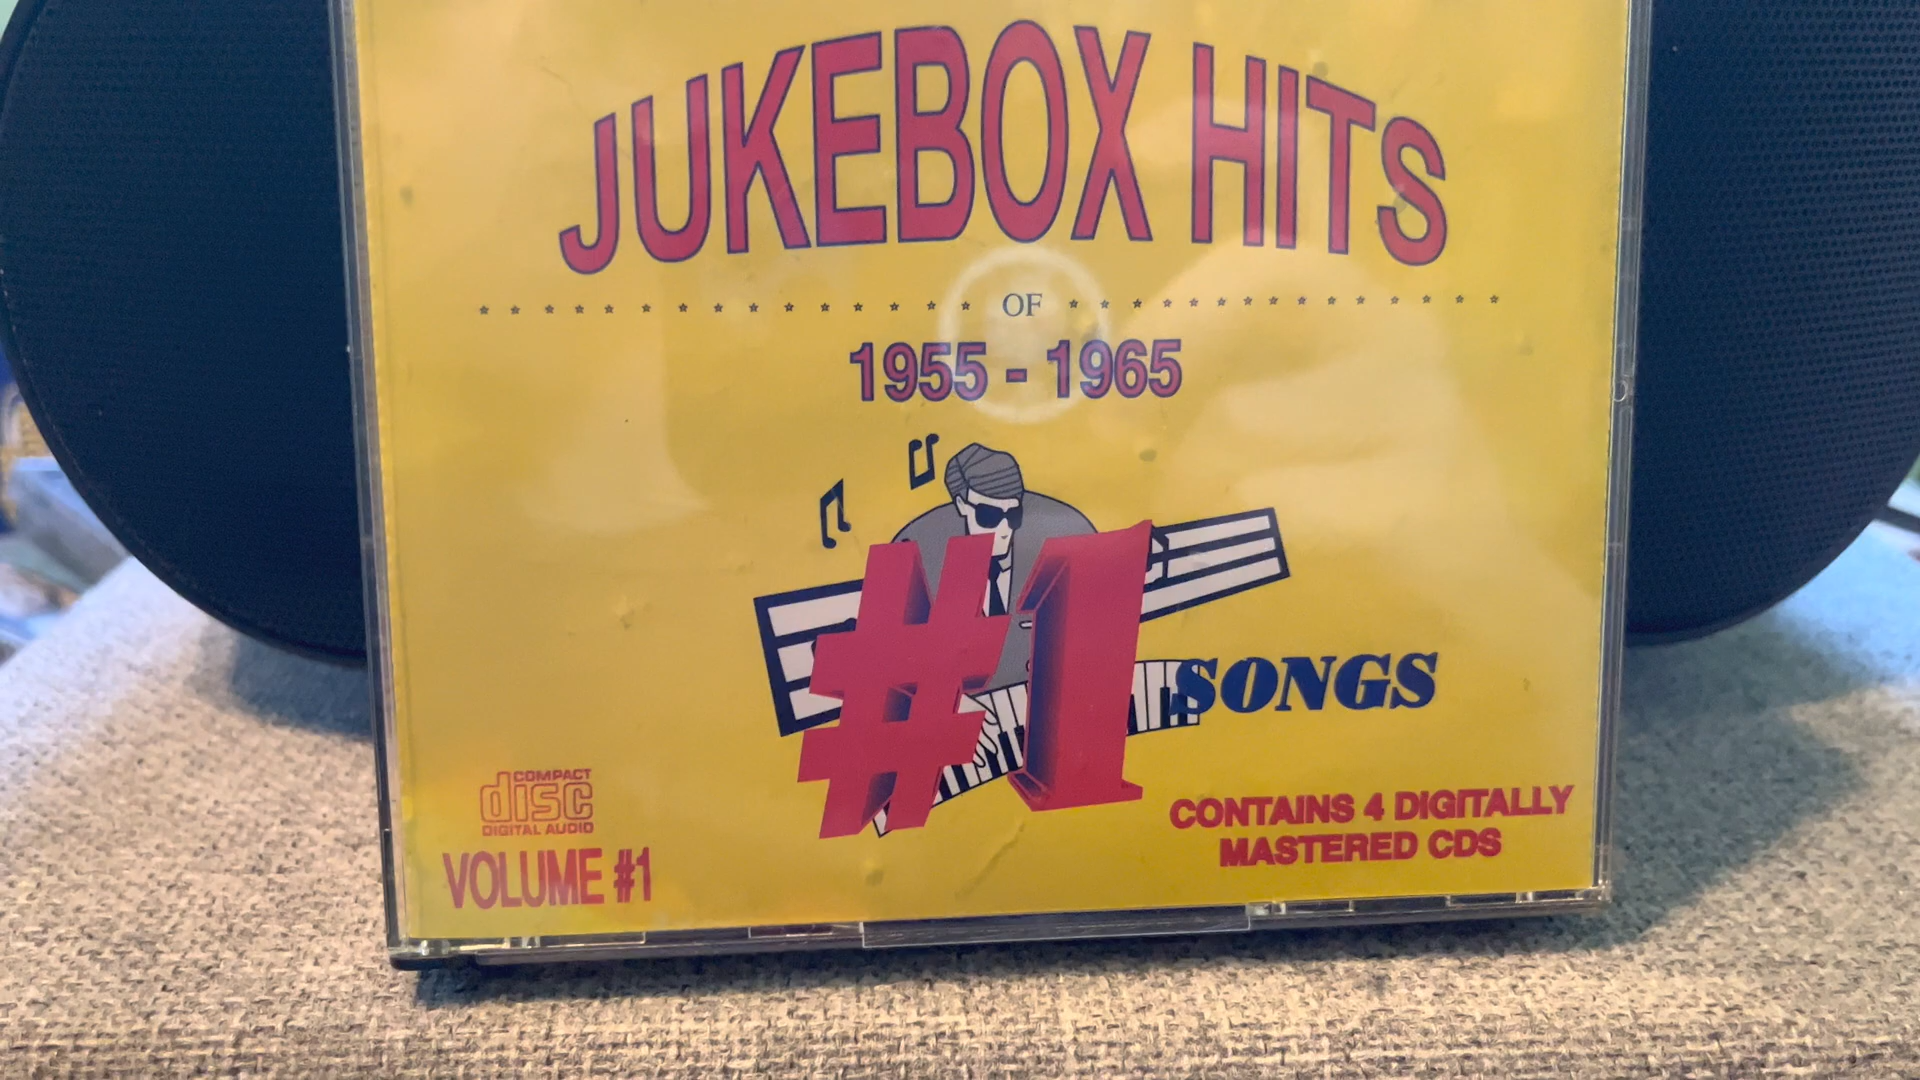 JUKEBOX HITS
OF
1955 - 1965
#1 SONGS
COMPACT
disc
DIGITAL AUDIO
VOLUME #1
CONTAINS 4 DIGITALLY
MASTERED CDS